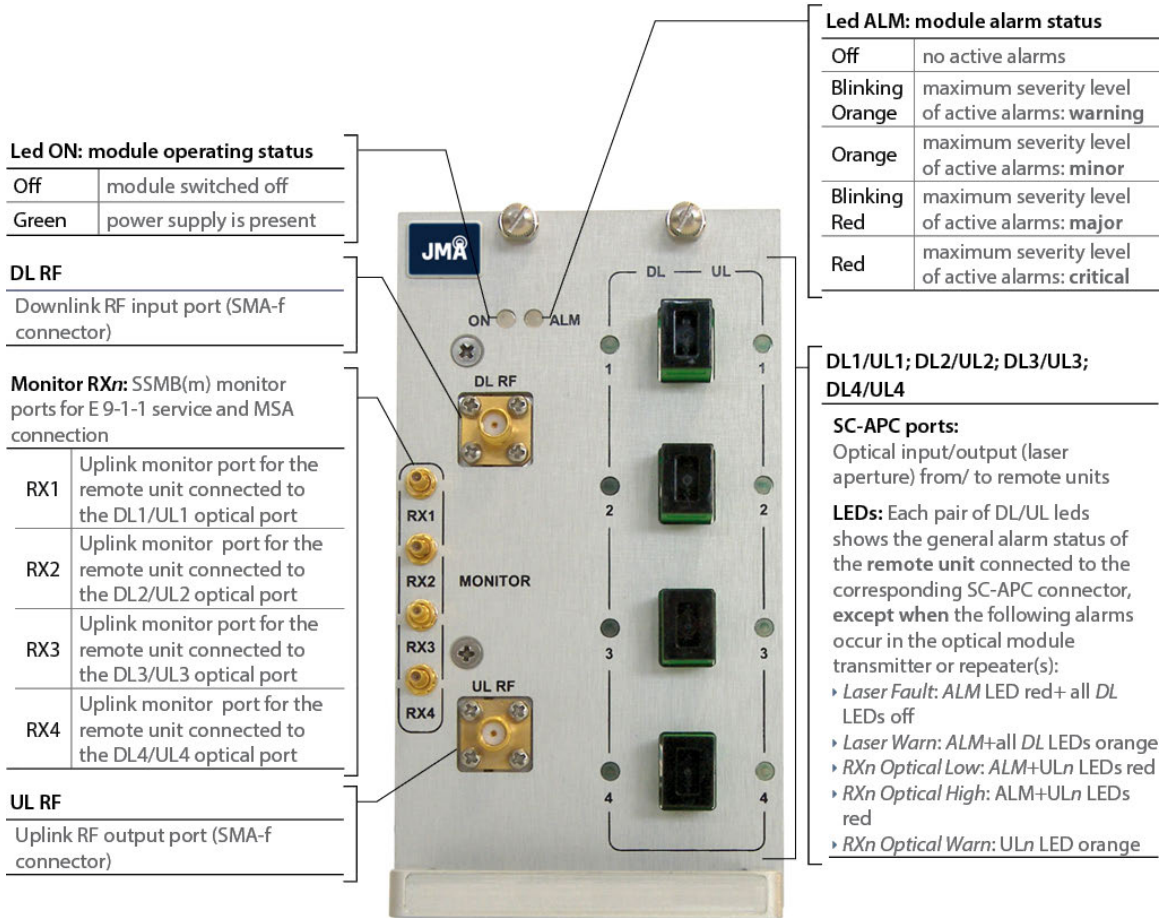 Led ON: module operating status
Off module switched off
Green power supply is present
DL RF
Downlink RF input port (SMA-f
connector)
Monitor RXn: SSMB(m) monitor
ports for E 9-1-1 service and MSA
connection
RX1 Uplink monitor port for the
remote unit connected to
the DL1/UL1 optical port
RX2 Uplink monitor port for the
remote unit connected to
the DL2/UL2 optical port
RX3 Uplink monitor port for the
remote unit connected to
the DL3/UL3 optical port
RX4 Uplink monitor port for the
remote unit connected to
the DL4/UL4 optical port
UL RF
Uplink RF output port (SMA-f
connector)
JMA
ON ALM
DL RF
RX1
RX2
RX3
RX4
MONITOR
UL RF
DL UL
1 1
2 2
3 3
4 4
Led ALM: module alarm status
Off no active alarms
Blinking Orange maximum severity level
of active alarms: warning
Orange maximum severity level
of active alarms: minor
Blinking Red maximum severity level
of active alarms: major
Red maximum severity level
of active alarms: critical
DL1/UL1; DL2/UL2; DL3/UL3;
DL4/UL4
SC-APC ports:
Optical input/output (laser
aperture) from/ to remote units
LEDs: Each pair of DL/UL leds
shows the general alarm status of
the remote unit connected to the
corresponding SC-APC connector,
except when the following alarms
occur in the optical module
transmitter or repeater(s):
‣ Laser Fault: ALM LED red+ all DL
LEDs off
‣ Laser Warn: ALM+all DL LEDs orange
‣ RXn Optical Low: ALM+ULn LEDs red
‣ RXn Optical High: ALM+ULn LEDs
red
‣ RXn Optical Warn: ULn LED orange